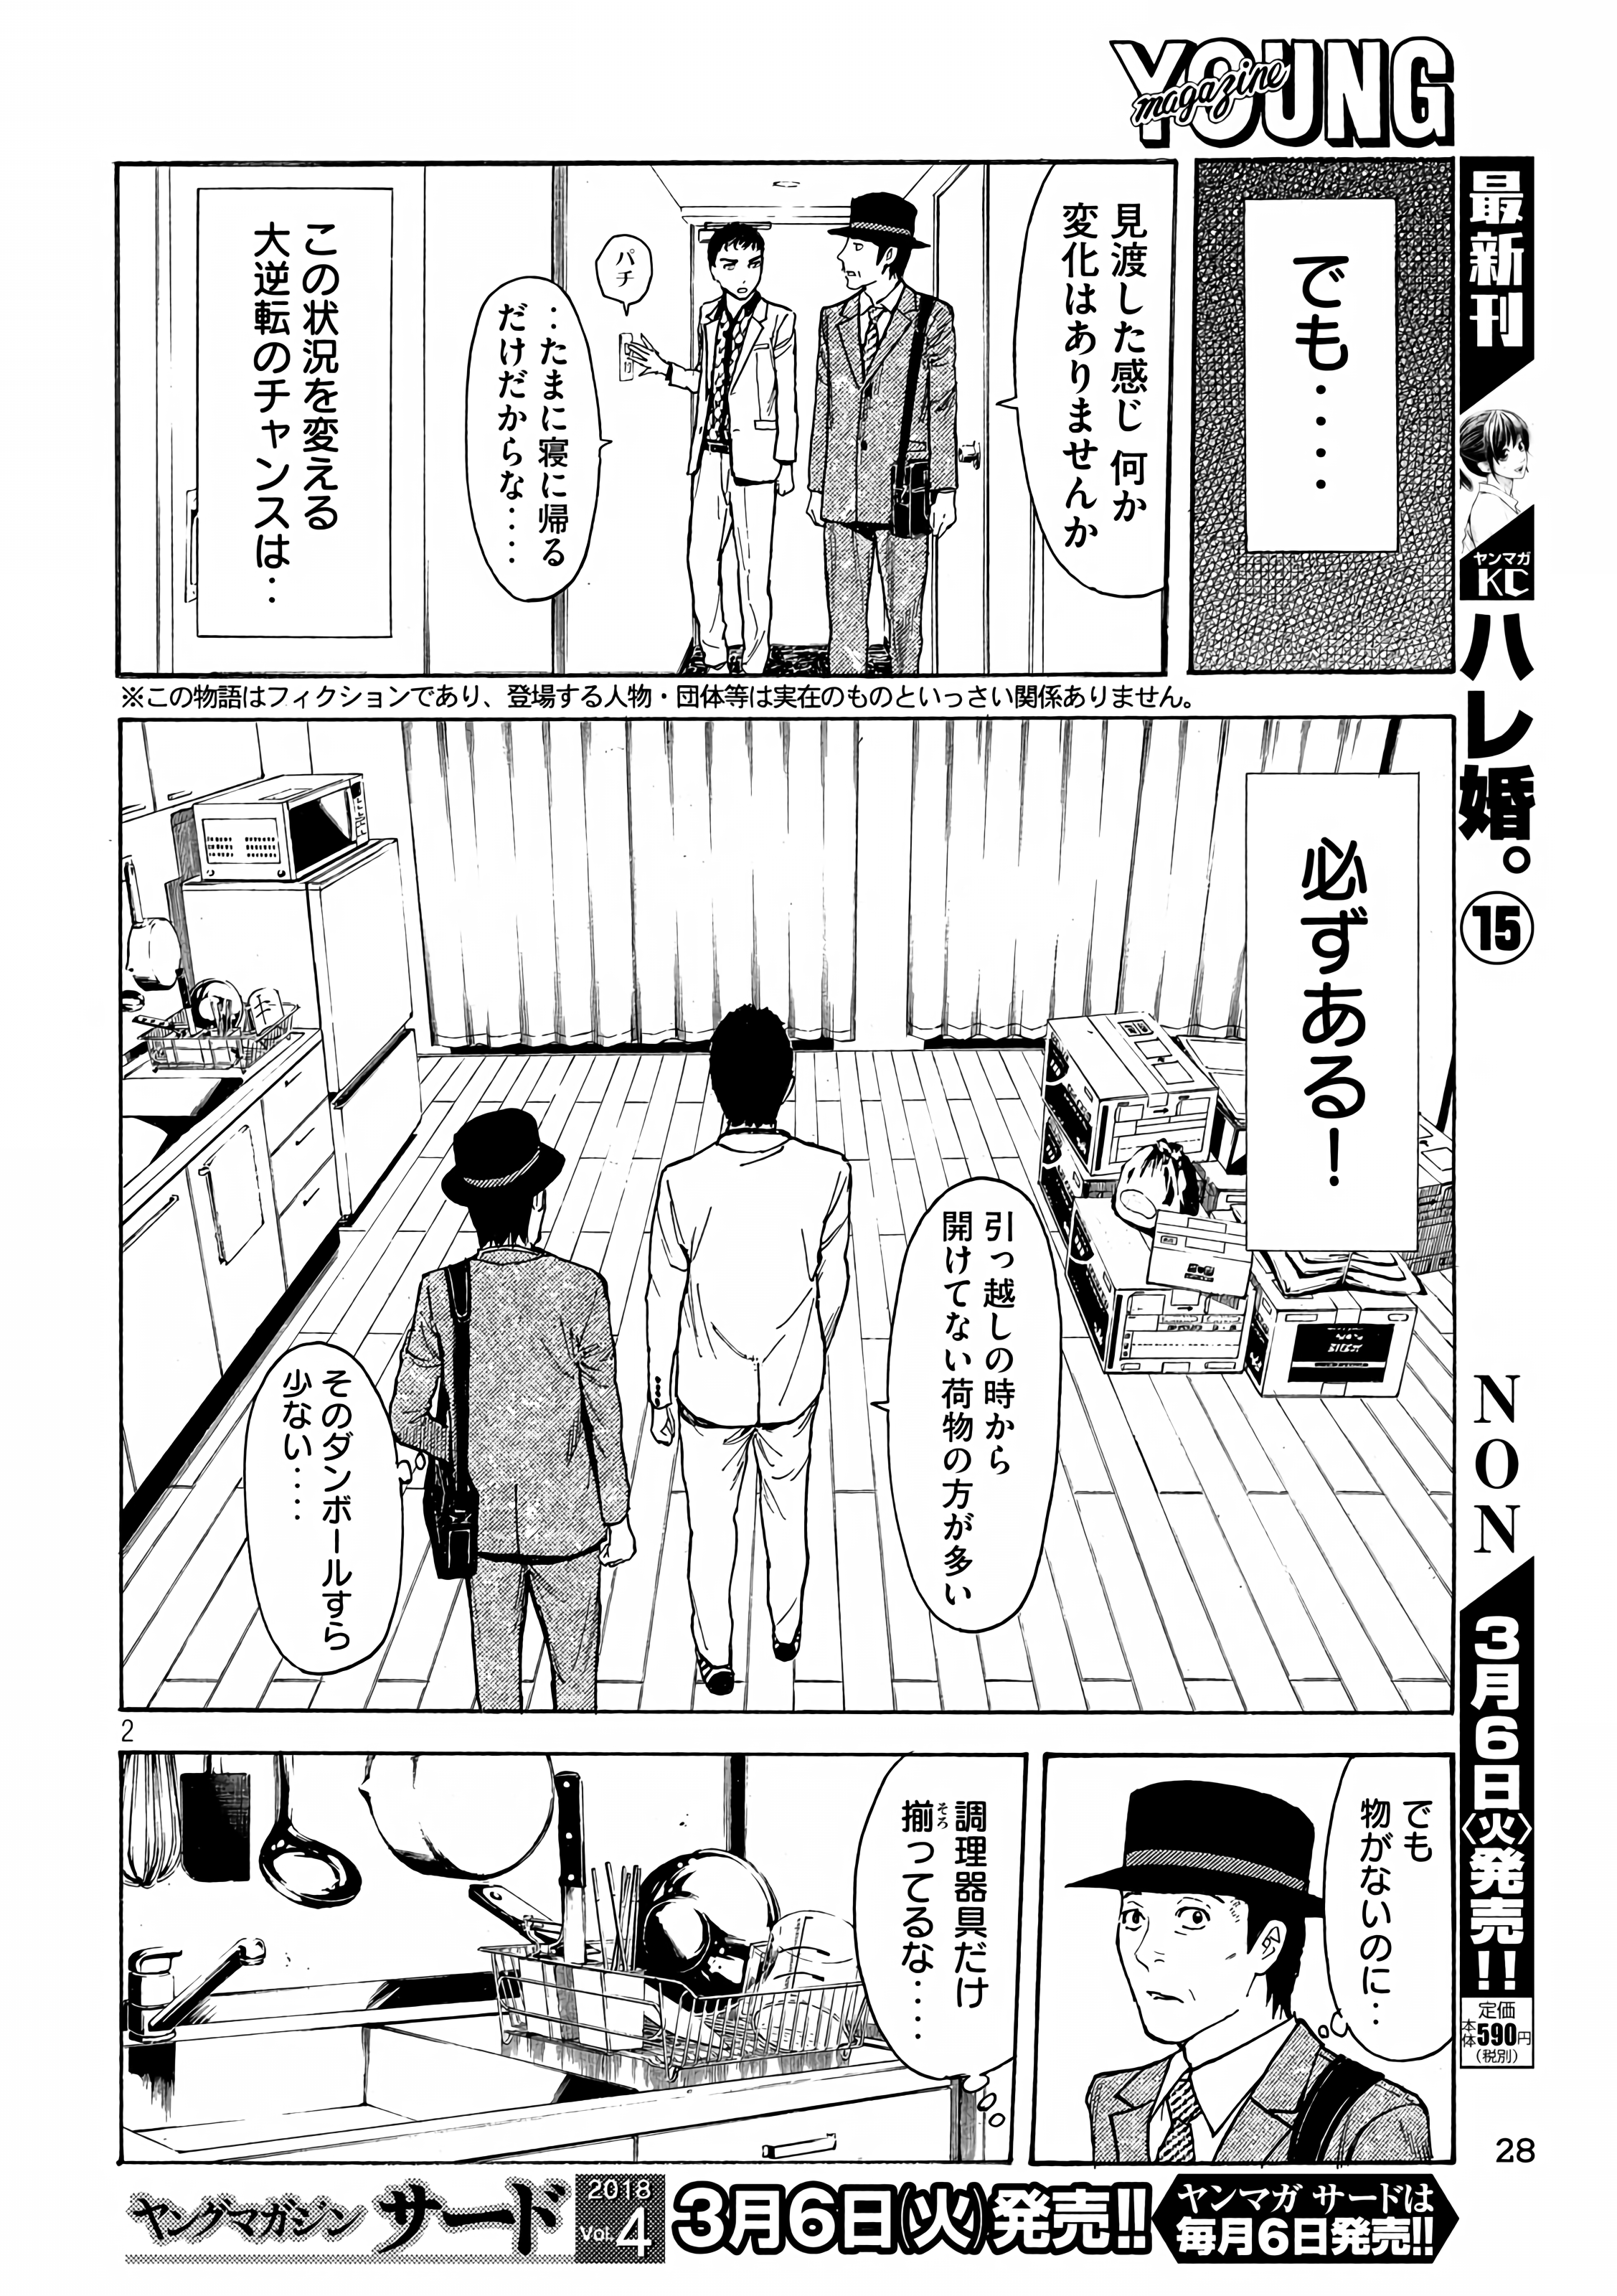 YOUNG
magazine
でも‥‥
見渡した感じ 何か
変化はありませんか
パチ
‥たまに寝に帰る
だけだからな‥‥
この状況を変える
大逆転のチャンスは‥
※この物語はフィクションであり、登場する人物・団体等は実在のものといっさい関係ありません。
必ずある!
引っ越しの時から
開けてない荷物の方が多い
そのダンボールすら
少ない‥‥
2
でも
物がないのに‥
調理器具だけ
揃ってるな‥‥
そろ
最新刊
ヤンマガ
KC
ハレ婚。
15
NON
3月6日〈火〉発売!!
定価
本体590円
(税別)
28
ヤングマガジン サード
2018
Vol.4
3月6日(火)発売!!
ヤンマガ サードは
毎月6日発売!!